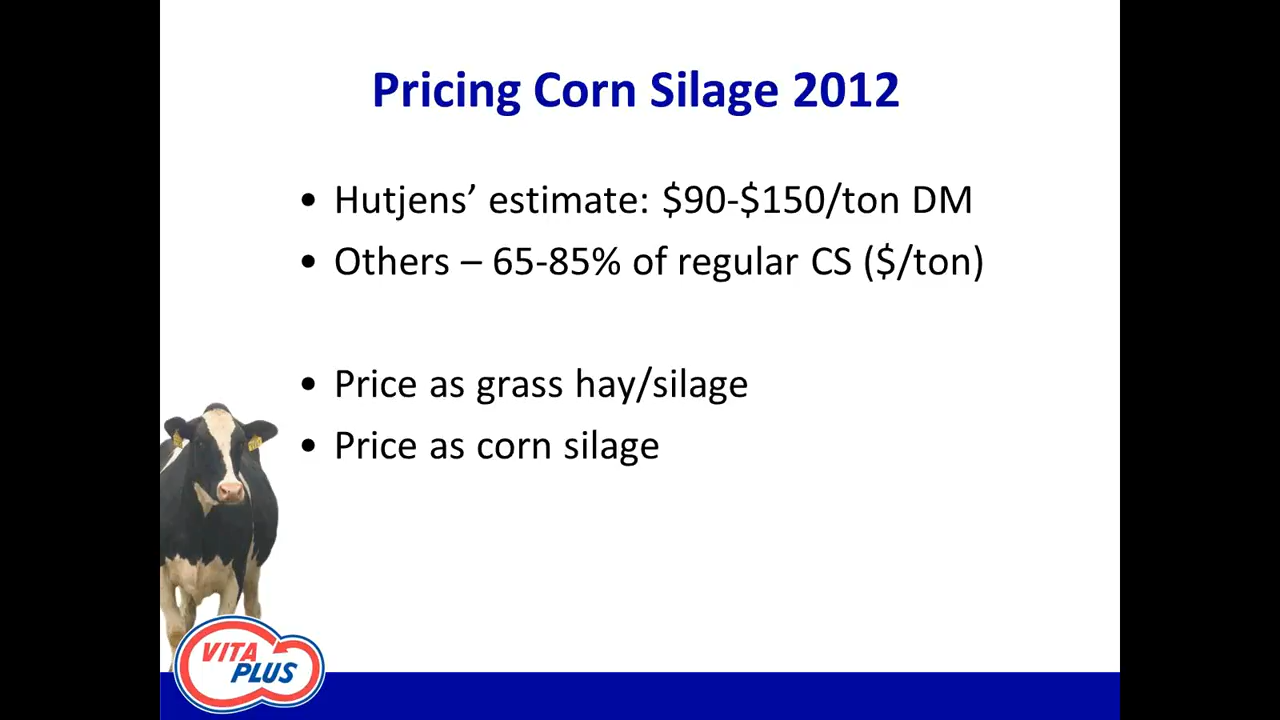 Pricing Corn Silage 2012
• Hutjens’ estimate: $90-$150/ton DM
• Others – 65-85% of regular CS ($/ton)
• Price as grass hay/silage
• Price as corn silage
VITA
PLUS